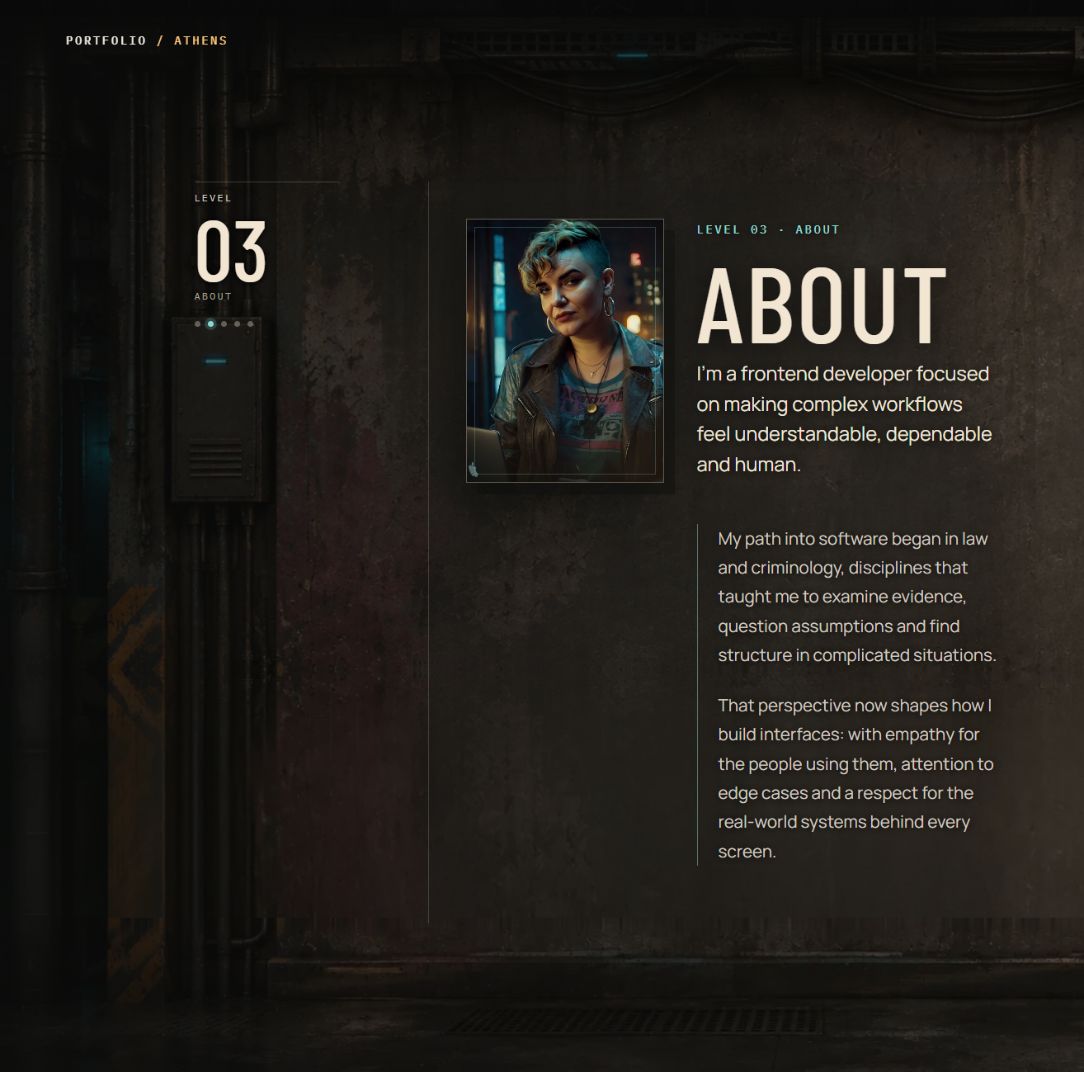 PORTFOLIO / ATHENS
LEVEL
03
ABOUT
LEVEL 03 · ABOUT
ABOUT
I'm a frontend developer focused
on making complex workflows
feel understandable, dependable
and human.
My path into software began in law
and criminology, disciplines that
taught me to examine evidence,
question assumptions and find
structure in complicated situations.
That perspective now shapes how I
build interfaces: with empathy for
the people using them, attention to
edge cases and a respect for the
real-world systems behind every
screen.